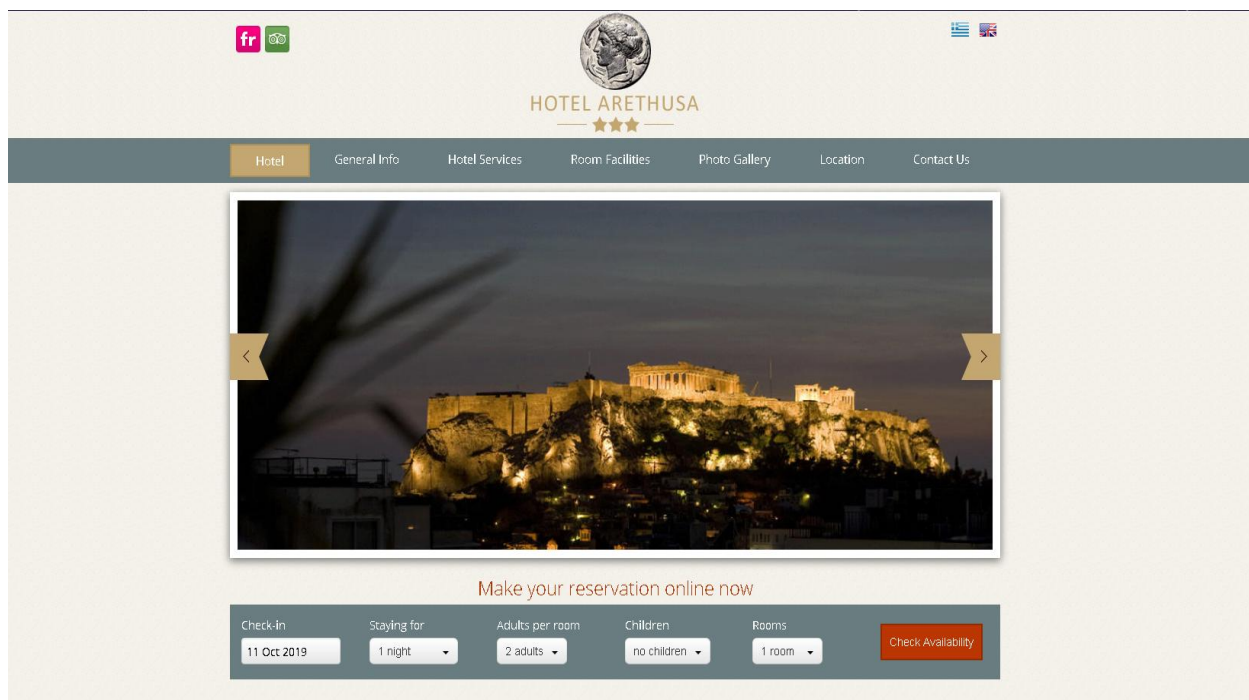 fr
HOTEL ARETHUSA
Hotel
General Info
Hotel Services
Room Facilities
Photo Gallery
Location
Contact Us
Make your reservation online now
Check-in
Staying for
Adults per room
Children
Rooms
11 Oct 2019
1 night
2 adults
no children
1 room
Check Availability